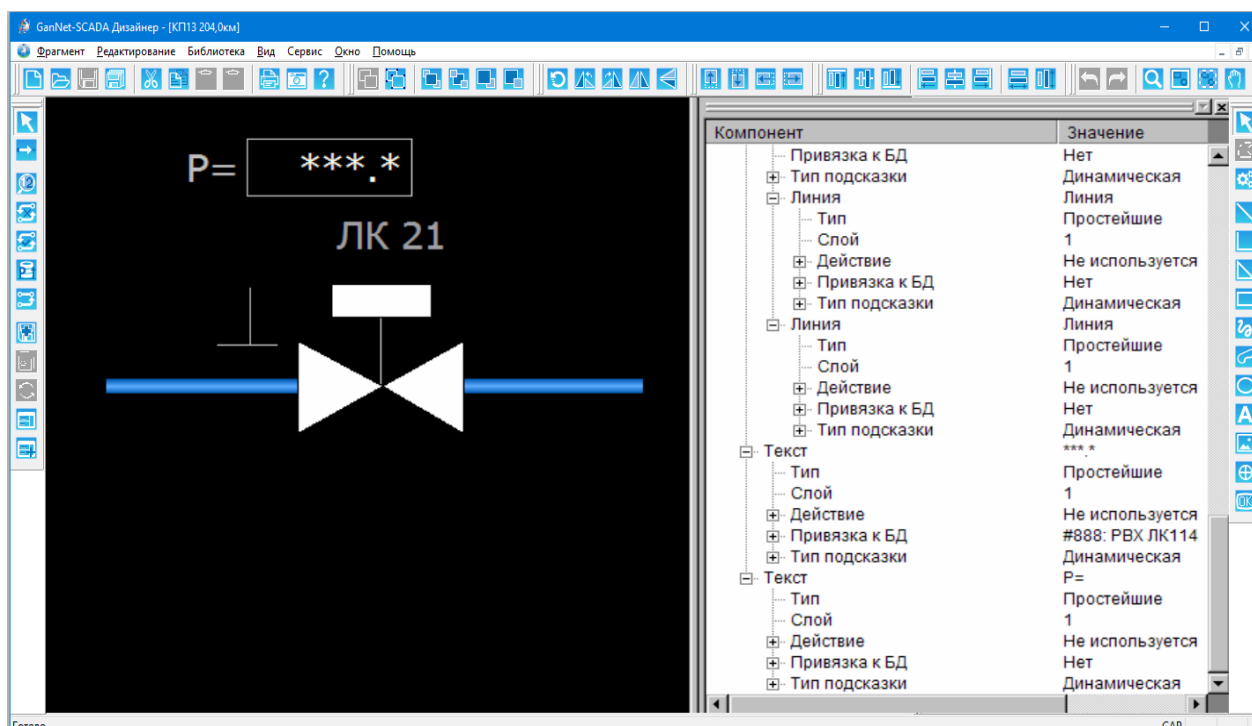 GanNet-SCADA Дизайнер - [КП13 204,0км]
Фрагмент Редактирование Библиотека Вид Сервис Окно Помощь
P= ***.*
ЛК 21
Компонент Значение
Привязка к БД Нет
Тип подсказки Динамическая
Линия Линия
Тип Простейшие
Слой 1
Действие Не используется
Привязка к БД Нет
Тип подсказки Динамическая
Линия Линия
Тип Простейшие
Слой 1
Действие Не используется
Привязка к БД Нет
Тип подсказки Динамическая
Текст ***.*
Тип Простейшие
Слой 1
Действие Не используется
Привязка к БД #888: РВХ ЛК114
Тип подсказки Динамическая
Текст P=
Тип Простейшие
Слой 1
Действие Не используется
Привязка к БД Нет
Тип подсказки Динамическая
Готово CAP